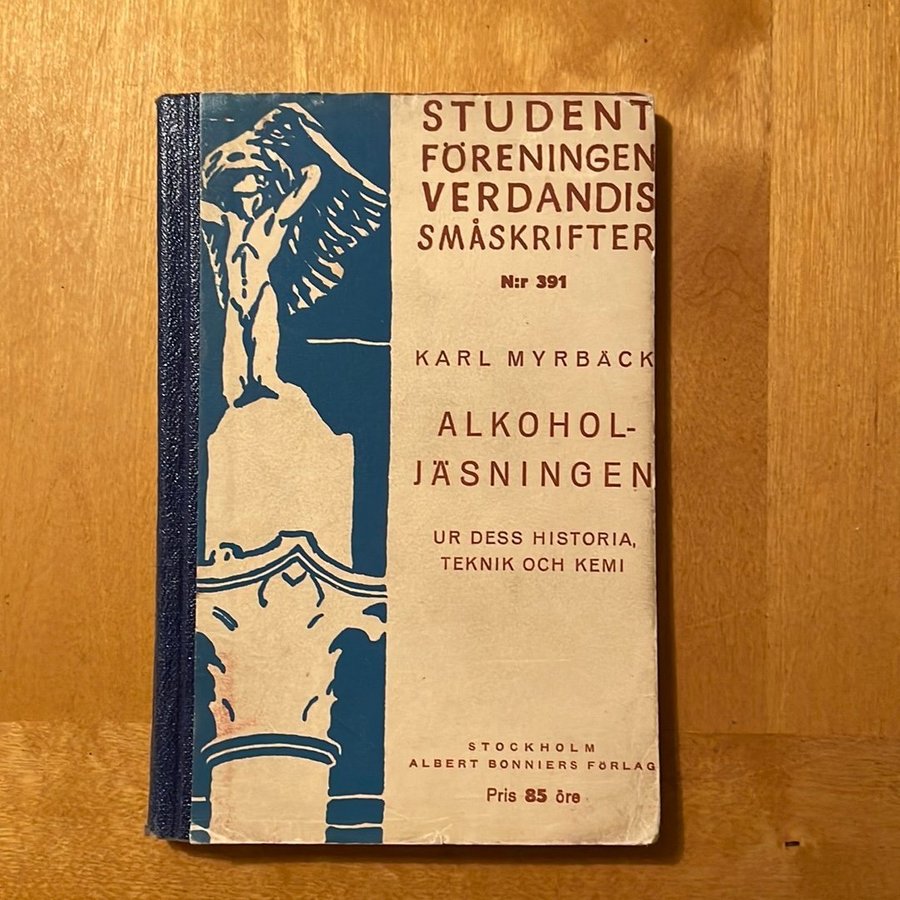 STUDENT
FÖRENINGEN
VERDANDIS
SMÅSKRIFTER
N:r 391
KARL MYRBÄCK
ALKOHOL-
JÄSNINGEN
UR DESS HISTORIA,
TEKNIK OCH KEMI
STOCKHOLM
ALBERT BONNIERS FÖRLAG
Pris 85 öre